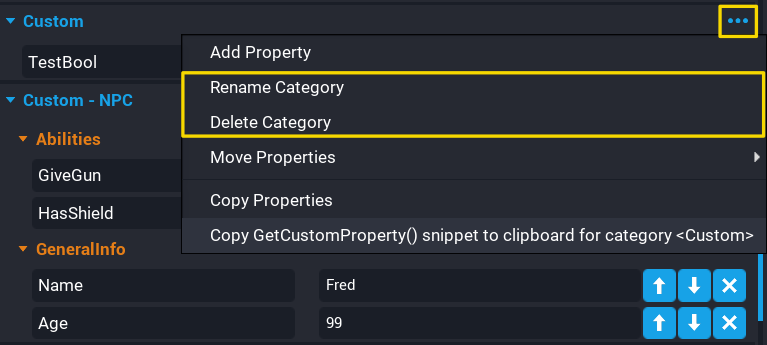 Custom
TestBool
Add Property
Rename Category
Custom - NPC
Delete Category
Abilities
Move Properties
GiveGun
Copy Properties
HasShield
Copy GetCustomProperty() snippet to clipboard for category <Custom>
GeneralInfo
Name Fred
Age 99